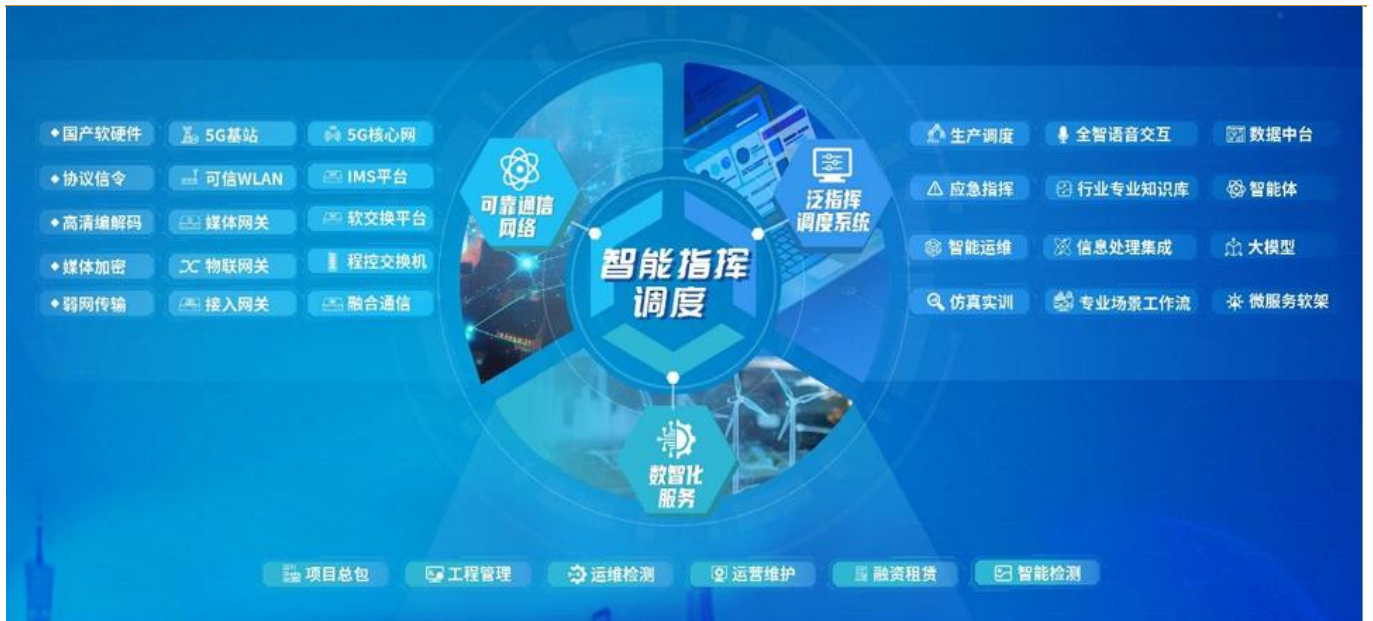 ◆国产软硬件
5G基站
5G核心网
◆协议信令
可信WLAN
IMS平台
◆高清编解码
媒体网关
软交换平台
◆媒体加密
物联网关
程控交换机
◆弱网传输
接入网关
融合通信
可靠通信
网络
智能指挥
调度
泛指挥
调度系统
数智化
服务
生产调度
全智语音交互
数据中台
应急指挥
行业专业知识库
智能体
智能运维
信息处理集成
大模型
仿真实训
专业场景工作流
微服务软架
项目总包
工程管理
运维检测
运营维护
融资租赁
智能检测